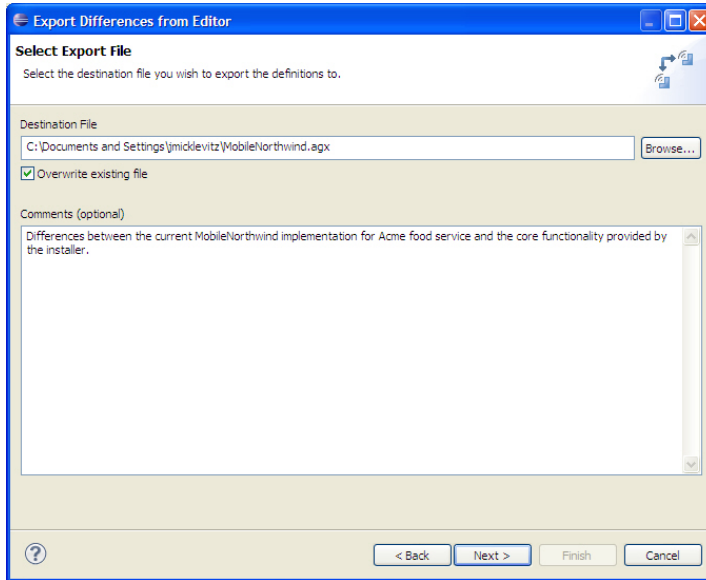 Export Differences from Editor
Select Export File
Select the destination file you wish to export the definitions to.
Destination File
C:\Documents and Settings\jmicklevitz\MobileNorthwind.agx
Browse...
Overwrite existing file
Comments (optional)
Differences between the current MobileNorthwind implementation for Acme food service and the core functionality provided by
the installer.
?
< Back
Next >
Finish
Cancel